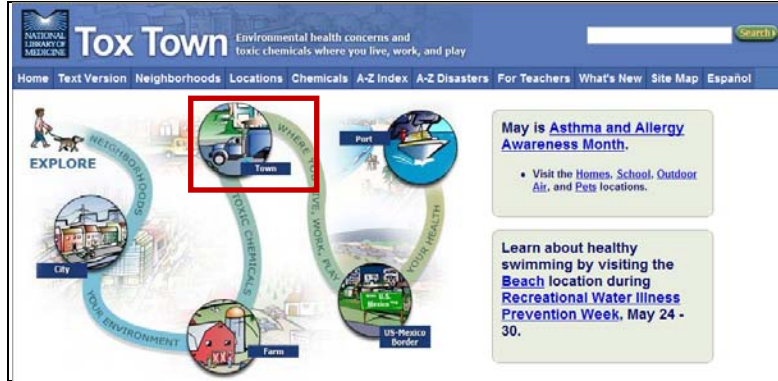 NATIONAL
LIBRARY OF
MEDICINE
Tox Town
Environmental health concerns and
toxic chemicals where you live, work, and play
Search
Home Text Version Neighborhoods Locations Chemicals A-Z Index A-Z Disasters For Teachers What's New Site Map Español
EXPLORE
NEIGHBORHOODS
City
YOUR ENVIRONMENT
Farm
TOXIC CHEMICALS
Town
WHERE YOU LIVE, WORK, PLAY
U.S.
Mexico
US-Mexico
Border
YOUR HEALTH
Port
May is Asthma and Allergy
Awareness Month.
• Visit the Homes, School, Outdoor
Air, and Pets locations.
Learn about healthy
swimming by visiting the
Beach location during
Recreational Water Illness
Prevention Week, May 24 -
30.